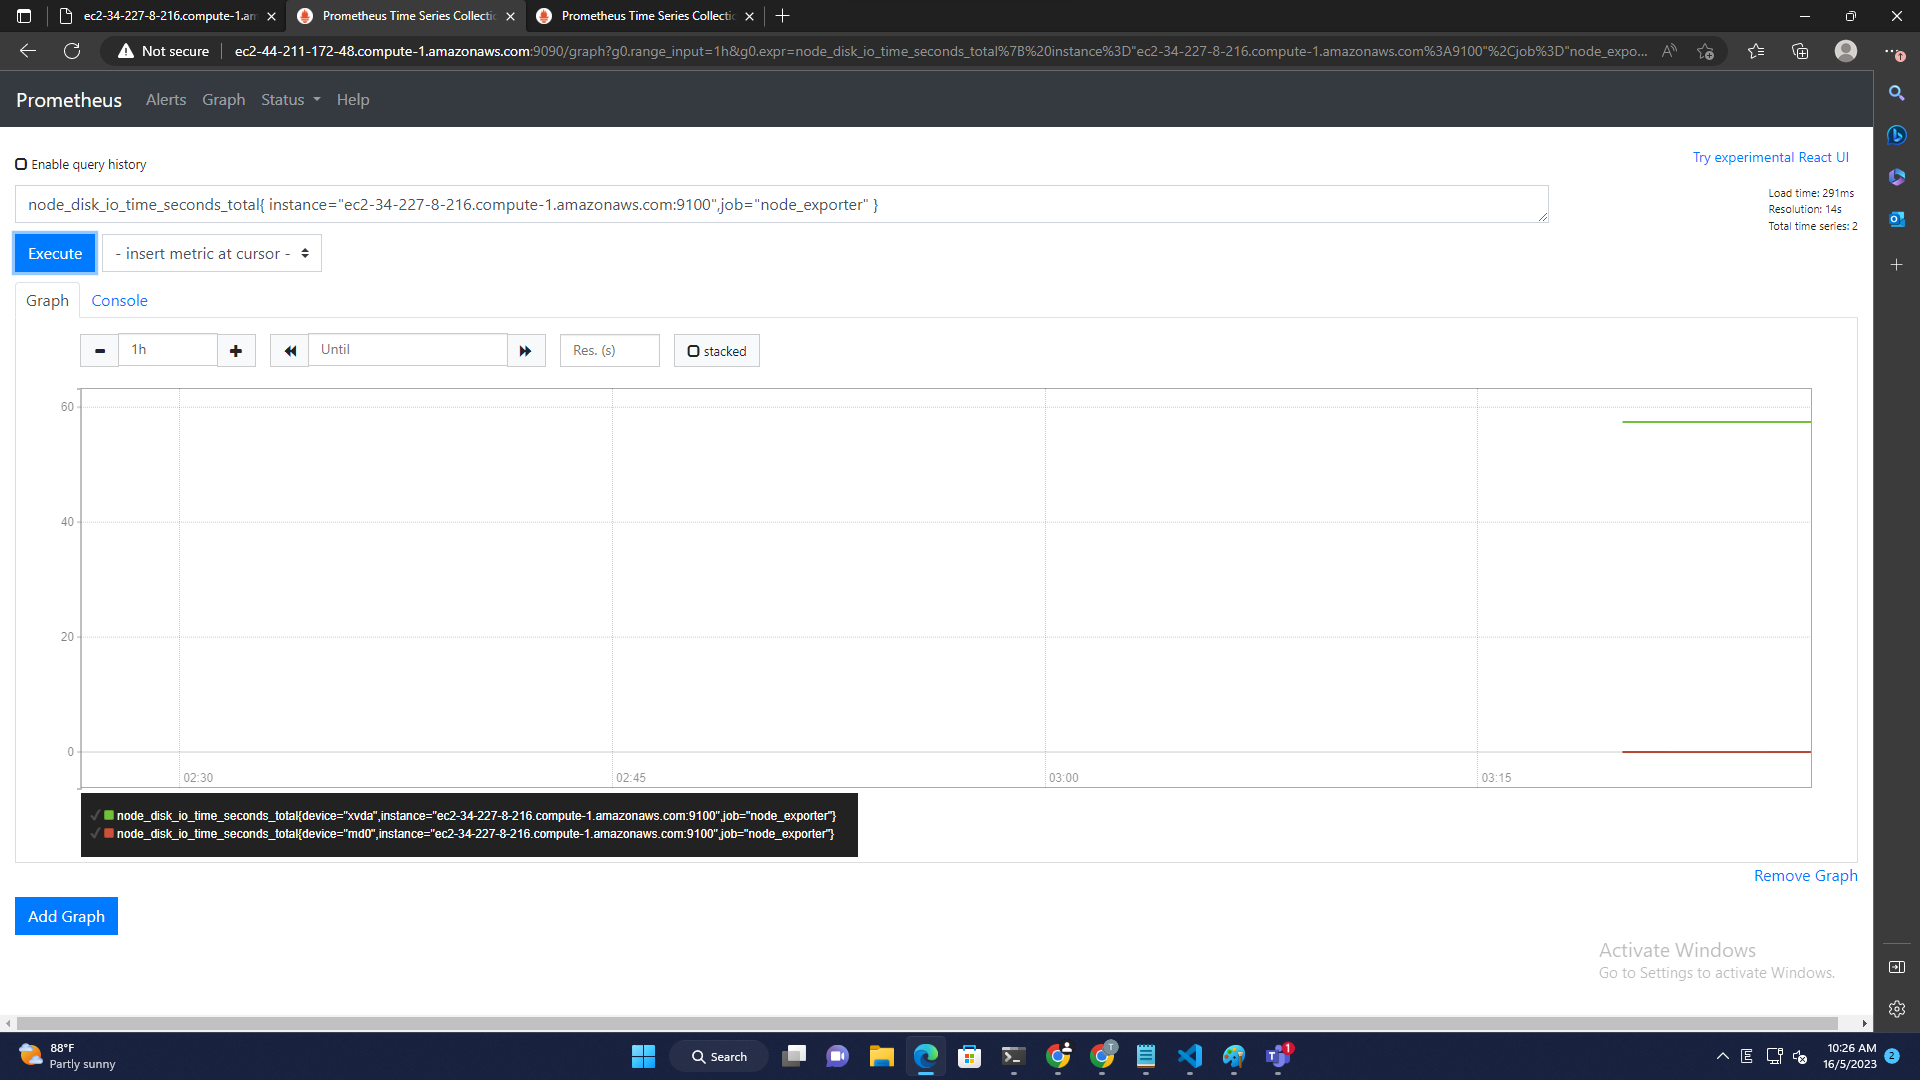 ec2-34-227-8-216.compute-1.am
Prometheus Time Series Collectic
Prometheus Time Series Collectic
Not secure
ec2-44-211-172-48.compute-1.amazonaws.com:9090/graph?g0.range_input=1h&g0.expr=node_disk_io_time_seconds_total%7B%20instance%3D"ec2-34-227-8-216.compute-1.amazonaws.com%3A9100"%2Cjob%3D"node_expo...
Prometheus
Alerts
Graph
Status
Help
Enable query history
Try experimental React UI
node_disk_io_time_seconds_total{ instance="ec2-34-227-8-216.compute-1.amazonaws.com:9100",job="node_exporter" }
Load time: 291ms
Resolution: 14s
Total time series: 2
Execute
- insert metric at cursor -
Graph
Console
1h
Until
Res. (s)
stacked
60
40
20
0
02:30
02:45
03:00
03:15
node_disk_io_time_seconds_total{device="xvda",instance="ec2-34-227-8-216.compute-1.amazonaws.com:9100",job="node_exporter"}
node_disk_io_time_seconds_total{device="md0",instance="ec2-34-227-8-216.compute-1.amazonaws.com:9100",job="node_exporter"}
Remove Graph
Add Graph
Activate Windows
Go to Settings to activate Windows.
88°F
Partly sunny
Search
T
1
E
10:26 AM
16/5/2023
2